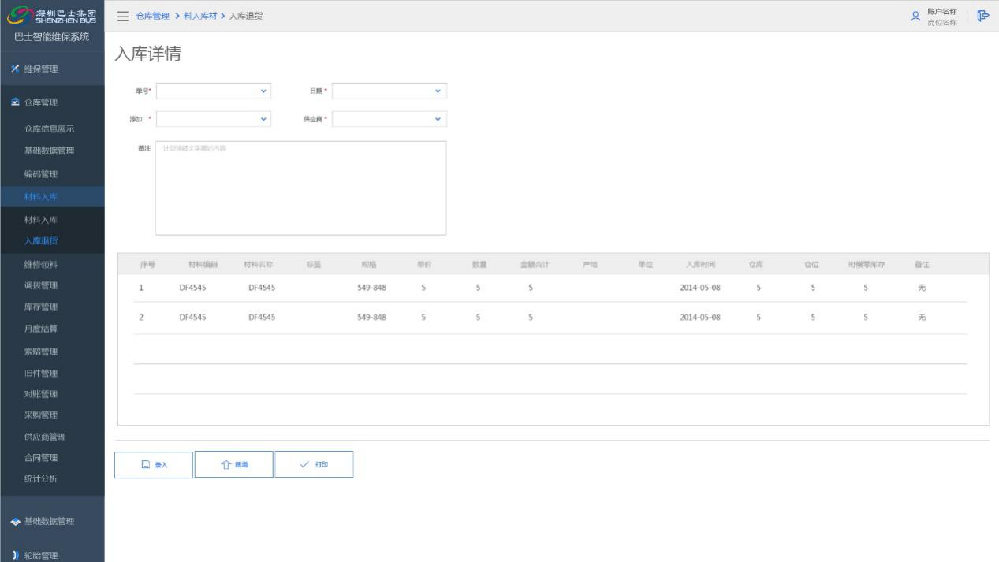 深圳巴士集团
SHENZHEN BUS
巴士智能维保系统
维保管理
仓库管理
仓库信息展示
基础数据管理
编码管理
材料入库
材料入库
入库退货
维修领料
调拨管理
库存管理
月度结算
索赔管理
旧件管理
对账管理
采购管理
供应商管理
合同管理
统计分析
基础数据管理
轮胎管理
仓库管理 > 料入库材 > 入库退货
账户名称
岗位名称
入库详情
单号* 日期*
添加 * 供应商*
备注 计划详细文字描述内容
序号 材料编码 材料名称 标签 规格 单价 数量 金额合计 产地 单位 入库时间 仓库 仓位 时候零库存 备注
1 DF4545 DF4545 549-848 5 5 5 2014-05-08 5 5 5 无
2 DF4545 DF4545 549-848 5 5 5 2014-05-08 5 5 5 无
录入 新增 打印